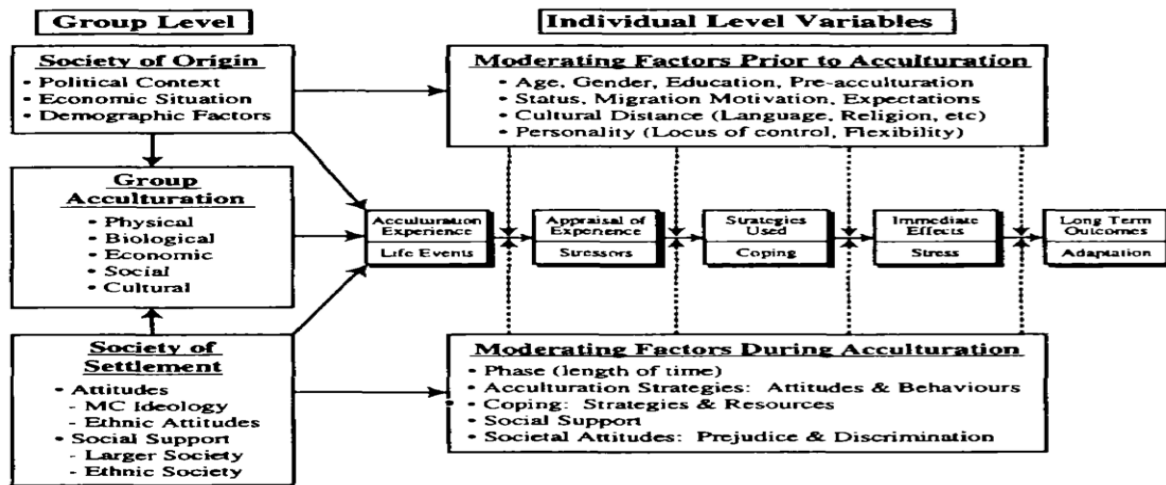 Group Level
Individual Level Variables
Society of Origin
• Political Context
• Economic Situation
• Demographic Factors
Moderating Factors Prior to Acculturation
• Age, Gender, Education, Pre-acculturation
• Status, Migration Motivation, Expectations
• Cultural Distance (Language, Religion, etc)
• Personality (Locus of control, Flexibility)
Group
Acculturation
• Physical
• Biological
• Economic
• Social
• Cultural
Acculturation
Experience
Life Events
Appraisal of
Experience
Stressors
Strategies
Used
Coping
Immediate
Effects
Stress
Long Term
Outcomes
Adaptation
Society of
Settlement
• Attitudes
- MC Ideology
- Ethnic Attitudes
• Social Support
- Larger Society
- Ethnic Society
Moderating Factors During Acculturation
• Phase (length of time)
• Acculturation Strategies: Attitudes & Behaviours
• Coping: Strategies & Resources
• Social Support
• Societal Attitudes: Prejudice & Discrimination